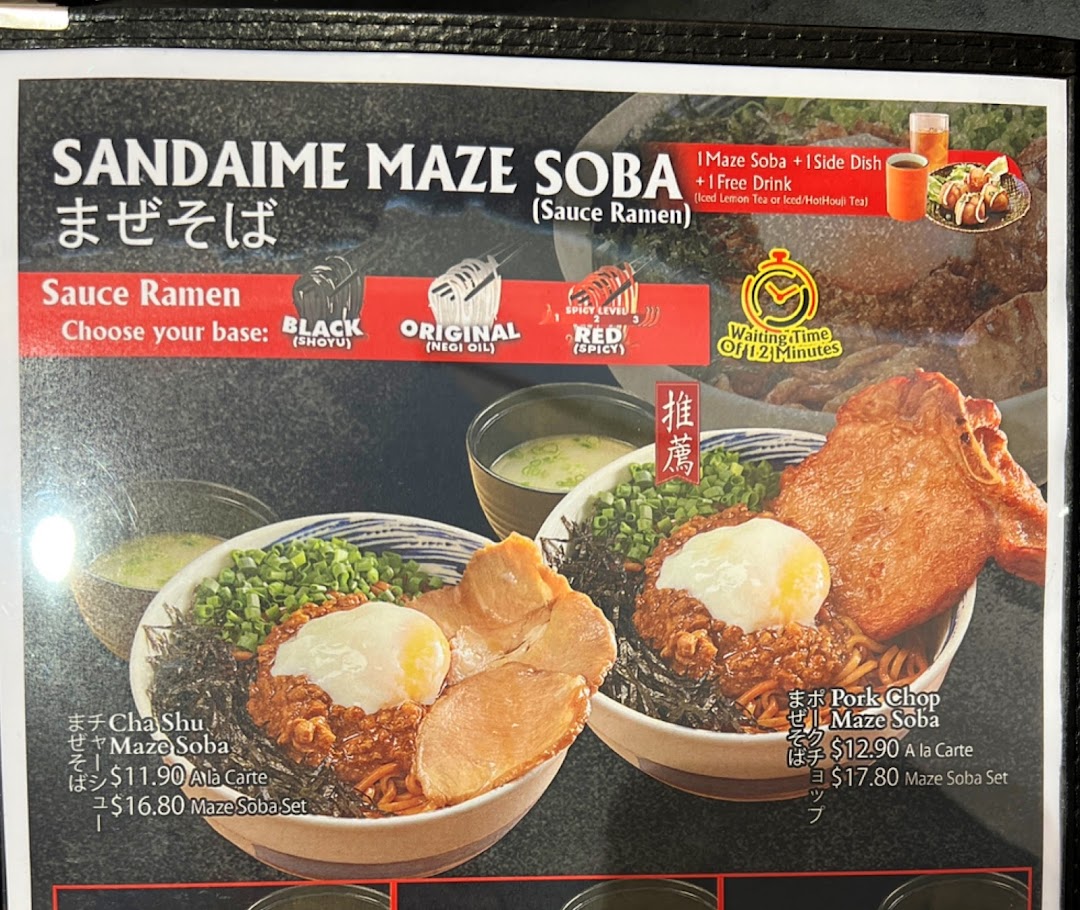 SANDAIME MAZE SOBA
(Sauce Ramen)
まぜそば
1 Maze Soba + 1 Side Dish
+ 1 Free Drink
(Iced Lemon Tea or Iced/HotHouji Tea)
Sauce Ramen
Choose your base:
BLACK
(SHOYU)
ORIGINAL
(NEGI OIL)
SPICY LEVEL
1 2 3
RED
(SPICY)
Waiting Time
Of 12 Minutes
推薦
チャーシュー
まぜそば
Cha Shu
Maze Soba
$11.90 A la Carte
$16.80 Maze Soba Set
ポークチョップ
まぜそば
Pork Chop
Maze Soba
$12.90 A la Carte
$17.80 Maze Soba Set